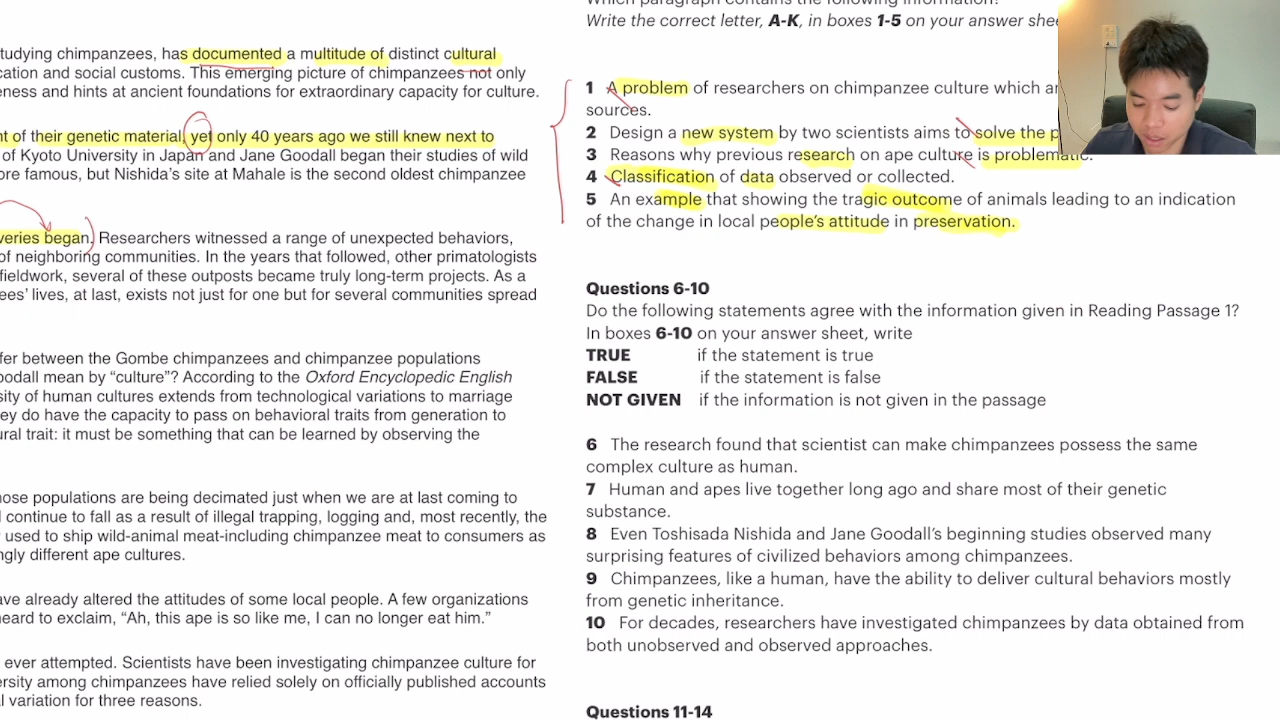 tudying chimpanzees, has documented a multitude of distinct cultural
cation and social customs. This emerging picture of chimpanzees not only
eness and hints at ancient foundations for extraordinary capacity for culture.
nt of their genetic material, yet only 40 years ago we still knew next to
of Kyoto University in Japan and Jane Goodall began their studies of wild
ore famous, but Nishida's site at Mahale is the second oldest chimpanzee
veries began. Researchers witnessed a range of unexpected behaviors,
of neighboring communities. In the years that followed, other primatologists
fieldwork, several of these outposts became truly long-term projects. As a
ees' lives, at last, exists not just for one but for several communities spread
fer between the Gombe chimpanzees and chimpanzee populations
oodall mean by “culture”? According to the Oxford Encyclopedic English
sity of human cultures extends from technological variations to marriage
ey do have the capacity to pass on behavioral traits from generation to
ural trait: it must be something that can be learned by observing the
hose populations are being decimated just when we are at last coming to
l continue to fall as a result of illegal trapping, logging and, most recently, the
used to ship wild-animal meat-including chimpanzee meat to consumers as
ngly different ape cultures.
ave already altered the attitudes of some local people. A few organizations
heard to exclaim, “Ah, this ape is so like me, I can no longer eat him.”
ever attempted. Scientists have been investigating chimpanzee culture for
ersity among chimpanzees have relied solely on officially published accounts
l variation for three reasons.
Which paragraph contains the following information?
Write the correct letter, A-K, in boxes 1-5 on your answer shee
1 A problem of researchers on chimpanzee culture which ar
sources.
2 Design a new system by two scientists aims to solve the p
3 Reasons why previous research on ape culture is problematic.
4 Classification of data observed or collected.
5 An example that showing the tragic outcome of animals leading to an indication
of the change in local people's attitude in preservation.
Questions 6-10
Do the following statements agree with the information given in Reading Passage 1?
In boxes 6-10 on your answer sheet, write
TRUE if the statement is true
FALSE if the statement is false
NOT GIVEN if the information is not given in the passage
6 The research found that scientist can make chimpanzees possess the same
complex culture as human.
7 Human and apes live together long ago and share most of their genetic
substance.
8 Even Toshisada Nishida and Jane Goodall's beginning studies observed many
surprising features of civilized behaviors among chimpanzees.
9 Chimpanzees, like a human, have the ability to deliver cultural behaviors mostly
from genetic inheritance.
10 For decades, researchers have investigated chimpanzees by data obtained from
both unobserved and observed approaches.
Questions 11-14